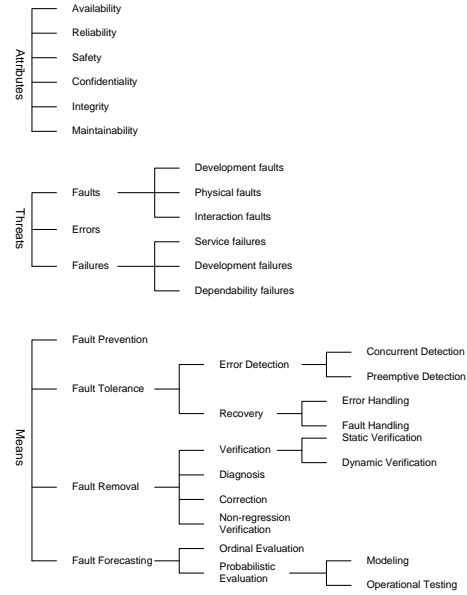 Attributes
Availability
Reliability
Safety
Confidentiality
Integrity
Maintainability
Threats
Faults
Development faults
Physical faults
Interaction faults
Errors
Failures
Service failures
Development failures
Dependability failures
Means
Fault Prevention
Fault Tolerance
Error Detection
Concurrent Detection
Preemptive Detection
Recovery
Error Handling
Fault Handling
Fault Removal
Verification
Static Verification
Dynamic Verification
Diagnosis
Correction
Non-regression
Verification
Fault Forecasting
Ordinal Evaluation
Probabilistic
Evaluation
Modeling
Operational Testing